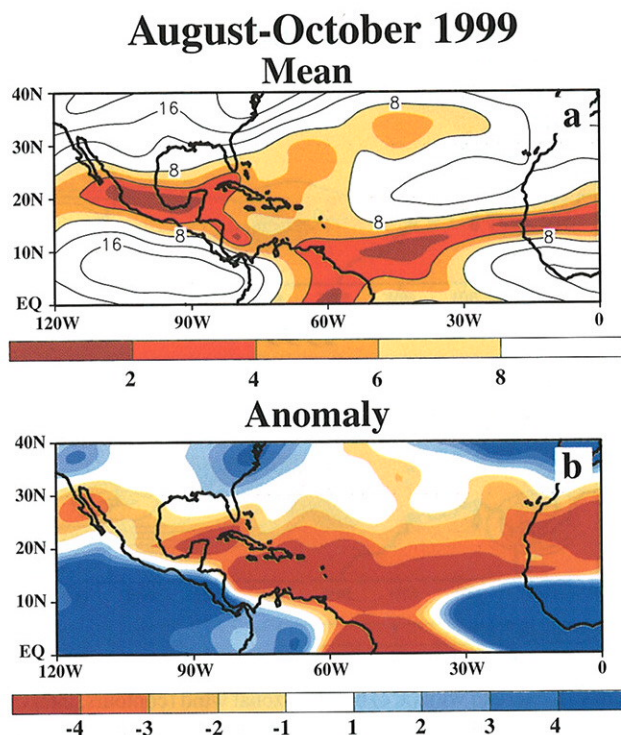 August-October 1999
Mean
40N
30N
20N
10N
EQ
16
8
8
a
8
8
16
8
120W 90W 60W 30W 0
2 4 6 8
Anomaly
40N
30N
20N
10N
EQ
b
120W 90W 60W 30W 0
-4 -3 -2 -1 1 2 3 4